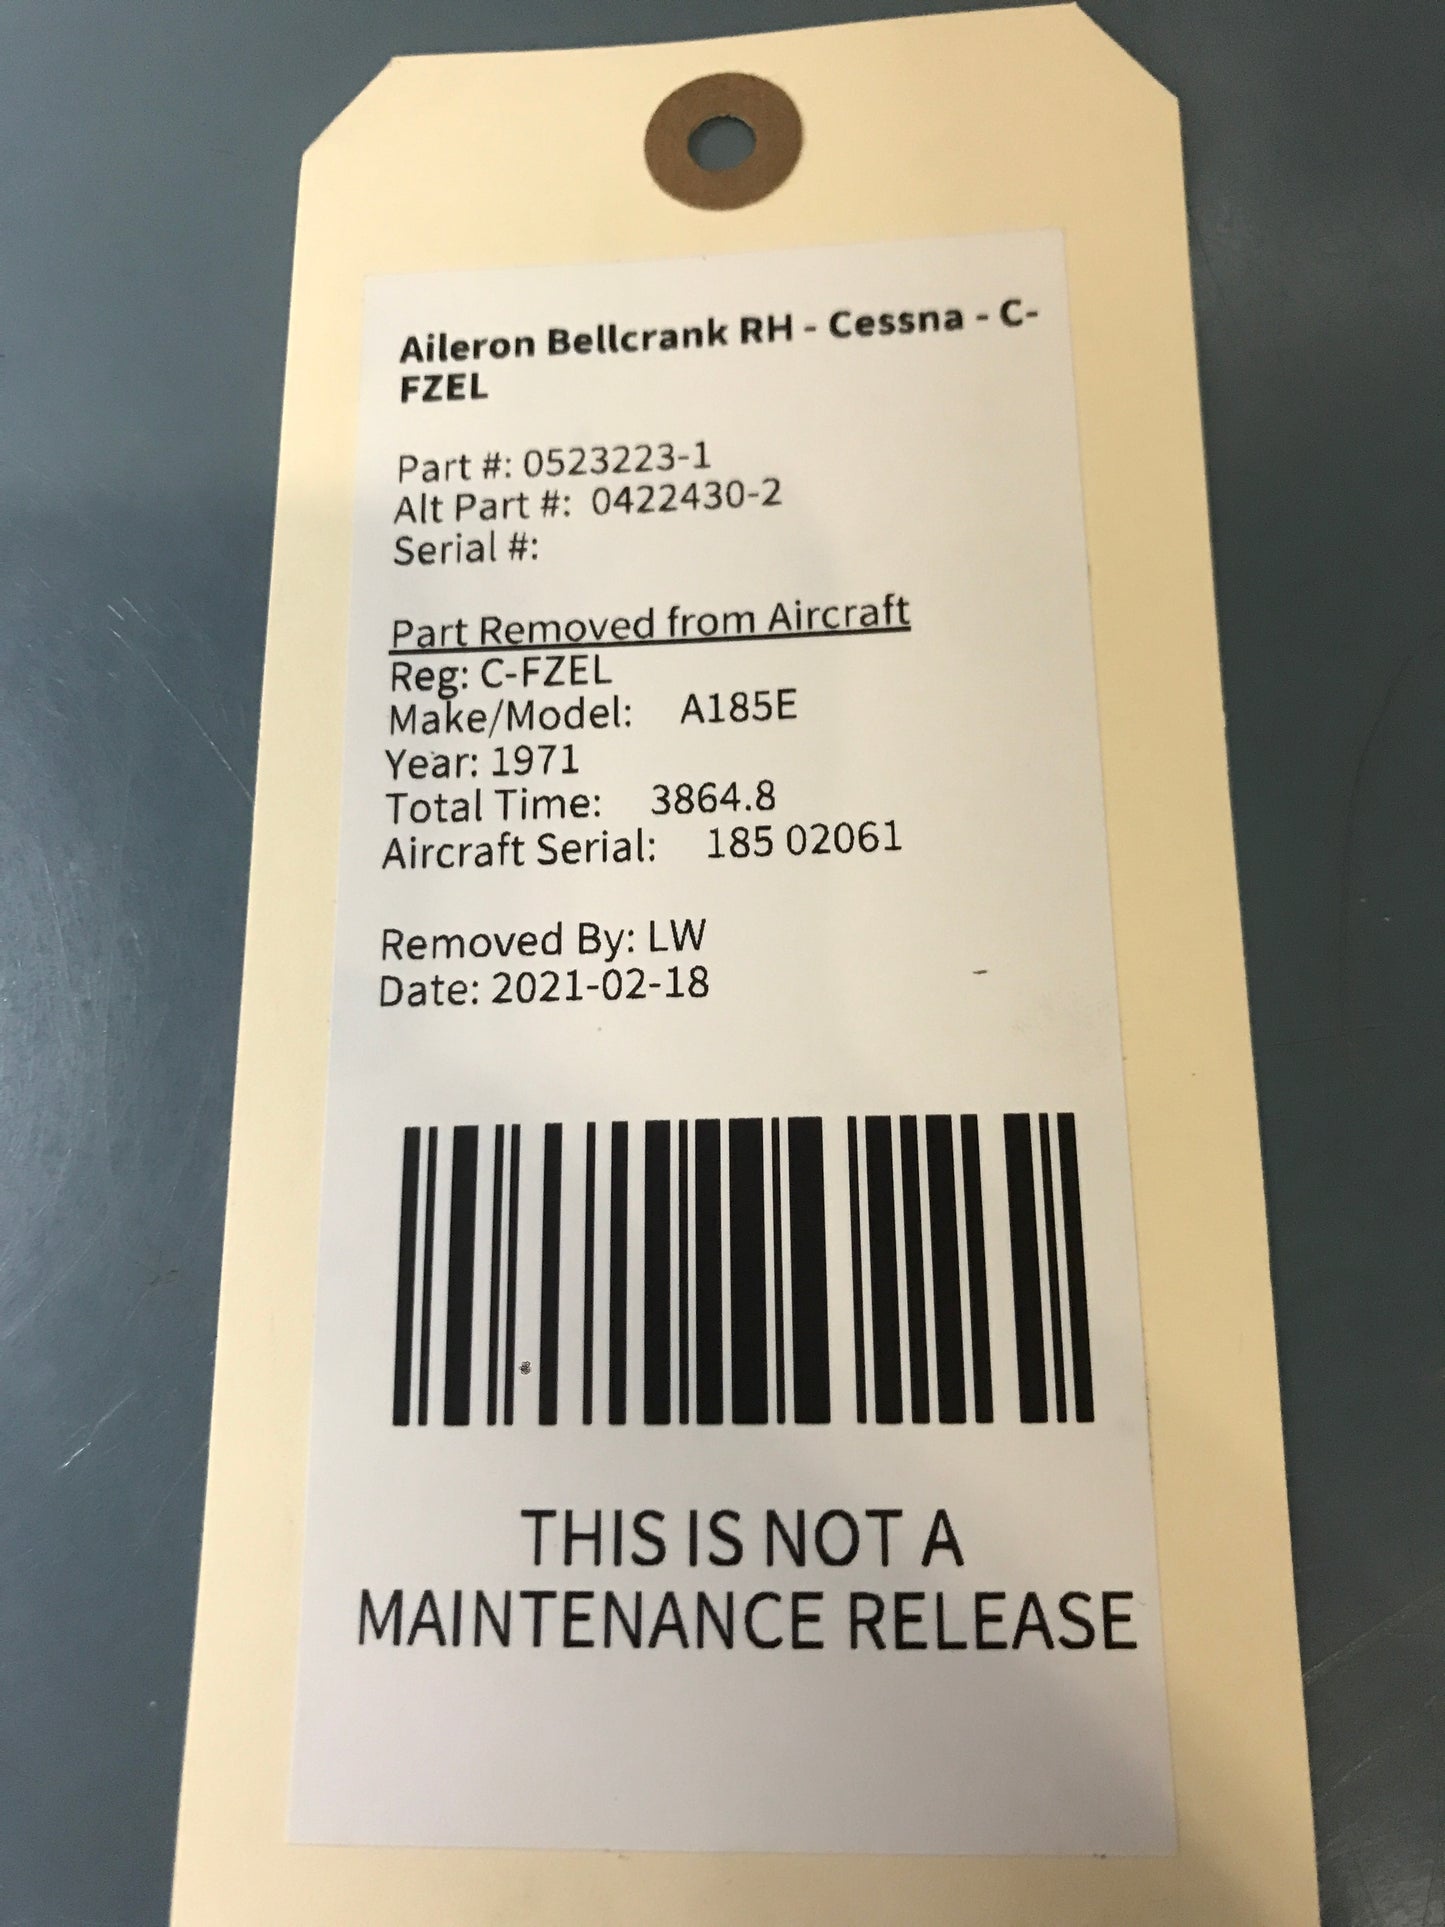 Aileron Bellcrank RH - Cessna - C-
FZEL
Part #: 0523223-1
Alt Part #: 0422430-2
Serial #:
Part Removed from Aircraft
Reg: C-FZEL
Make/Model: A185E
Year: 1971
Total Time: 3864.8
Aircraft Serial: 185 02061
Removed By: LW
Date: 2021-02-18
THIS IS NOT A
MAINTENANCE RELEASE